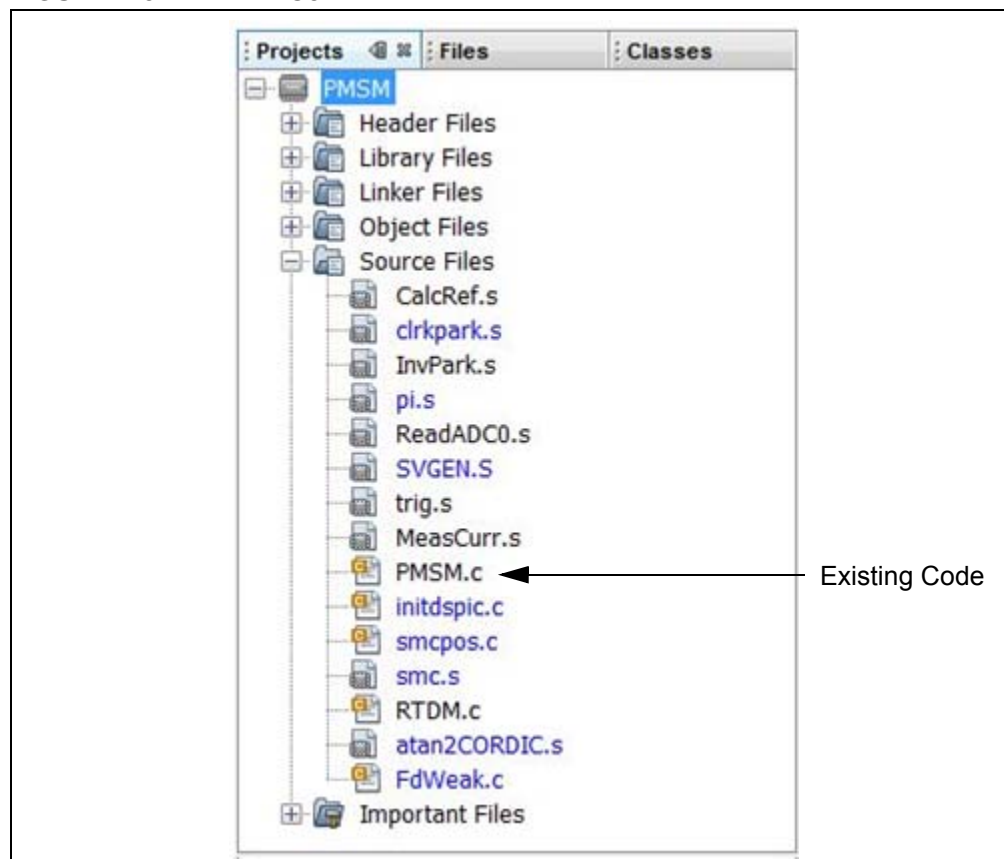 Projects Files Classes
PMSM
Header Files
Library Files
Linker Files
Object Files
Source Files
CalcRef.s
clrkpark.s
InvPark.s
pi.s
ReadADC0.s
SVGEN.S
trig.s
MeasCurr.s
PMSM.c Existing Code
initdspic.c
smcpos.c
smc.s
RTDM.c
atan2CORDIC.s
FdWeak.c
Important Files